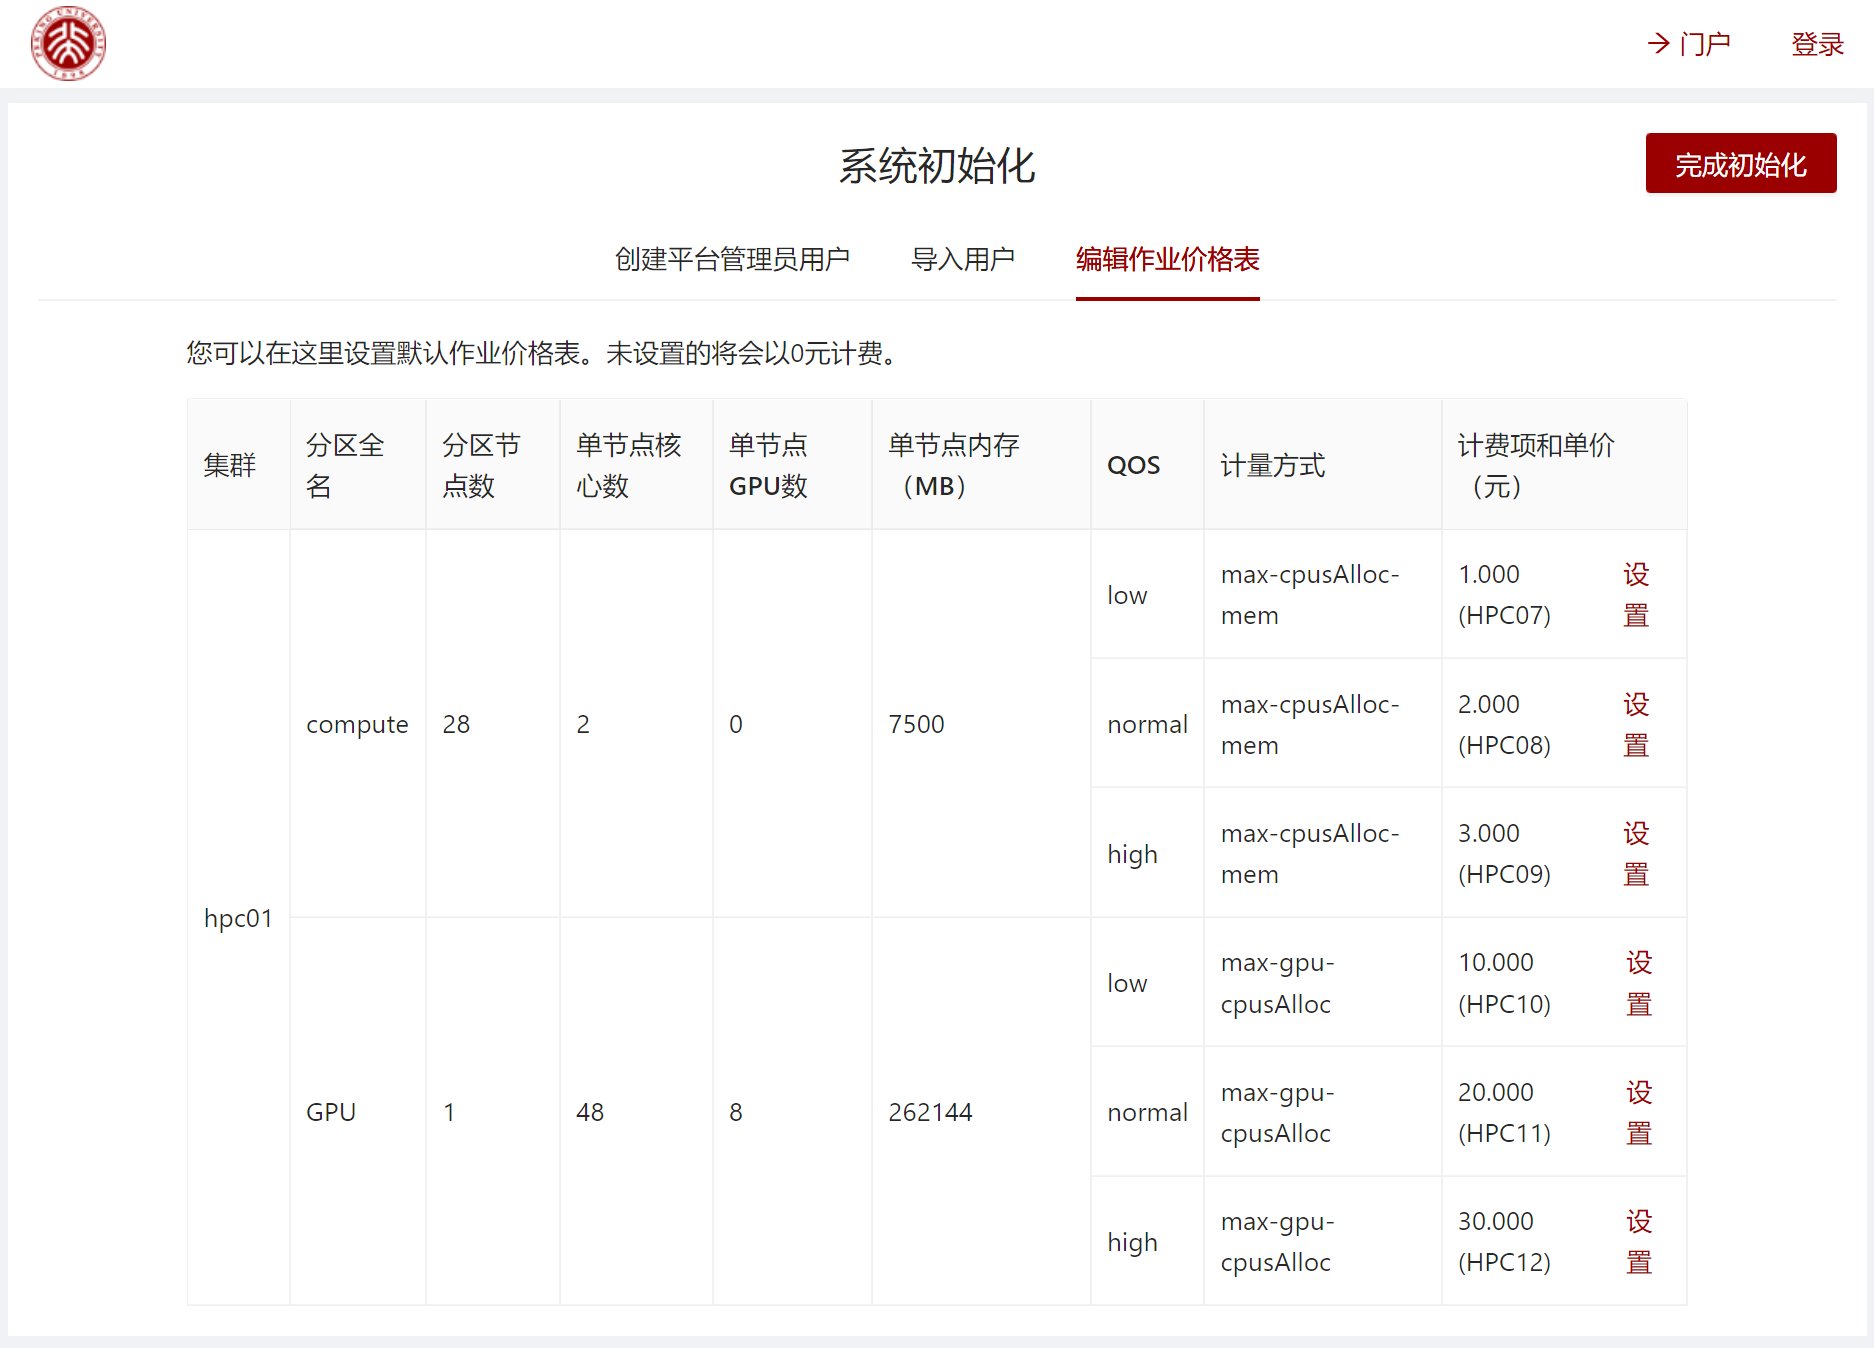 PEKING UNIVERSITY
1898
→ 门户
登录
系统初始化
完成初始化
创建平台管理员用户
导入用户
编辑作业价格表
您可以在这里设置默认作业价格表。未设置的将会以0元计费。
集群
分区全
名
分区节
点数
单节点核
心数
单节点
GPU数
单节点内存
（MB）
QOS
计量方式
计费项和单价
（元）
hpc01
compute
28
2
0
7500
low
max-cpusAlloc-
mem
1.000
(HPC07)
设
置
normal
max-cpusAlloc-
mem
2.000
(HPC08)
设
置
high
max-cpusAlloc-
mem
3.000
(HPC09)
设
置
GPU
1
48
8
262144
low
max-gpu-
cpusAlloc
10.000
(HPC10)
设
置
normal
max-gpu-
cpusAlloc
20.000
(HPC11)
设
置
high
max-gpu-
cpusAlloc
30.000
(HPC12)
设
置